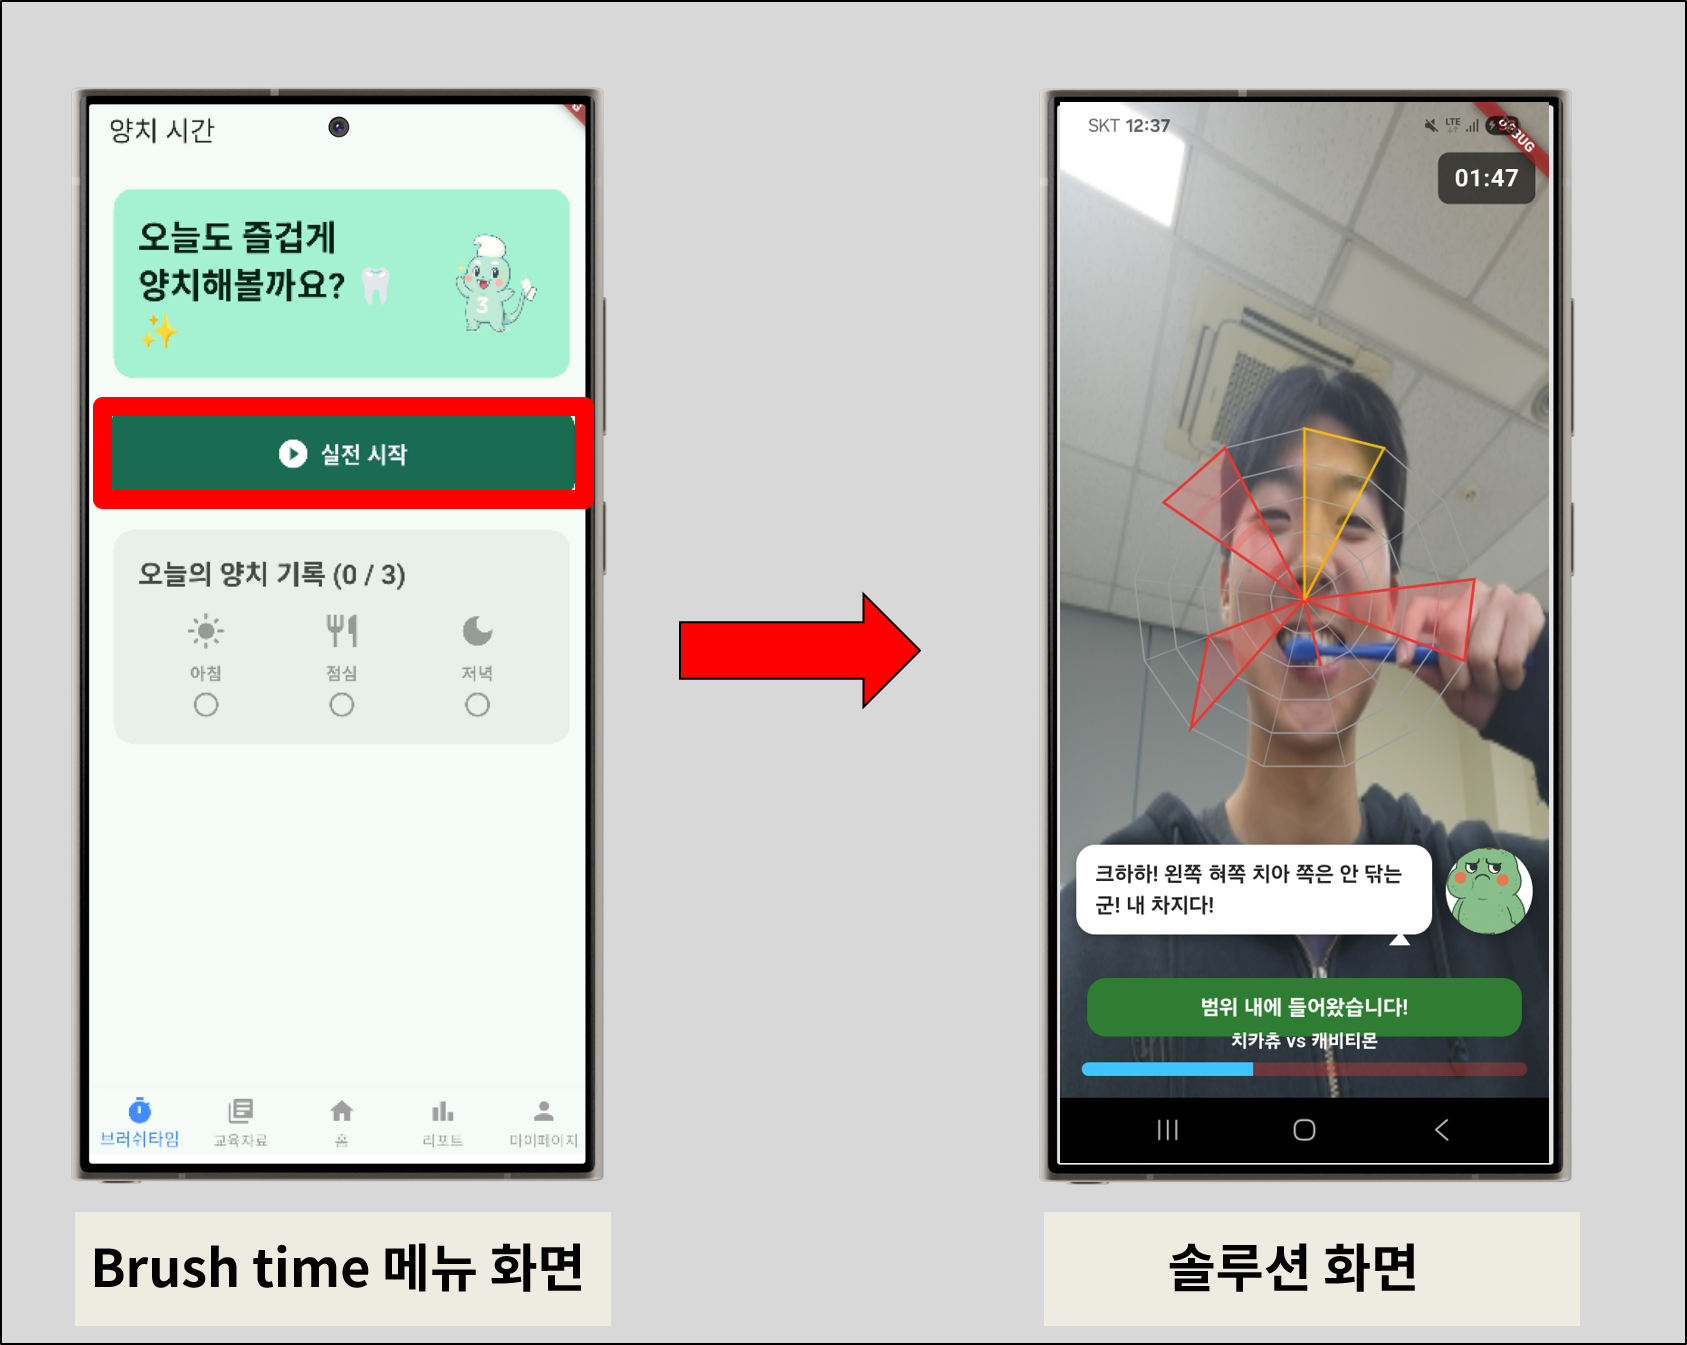 양치 시간
오늘도 즐겁게
양치해볼까요?
3
실전 시작
오늘의 양치 기록 (0 / 3)
아침
점심
저녁
브러쉬타임
교육자료
홈
리포트
마이페이지
Brush time 메뉴 화면
SKT 12:37
LTE
01:47
크하하! 왼쪽 혀쪽 치아 쪽은 안 닦는
군! 내 차지다!
범위 내에 들어왔습니다!
치카츄 vs 캐비티몬
솔루션 화면